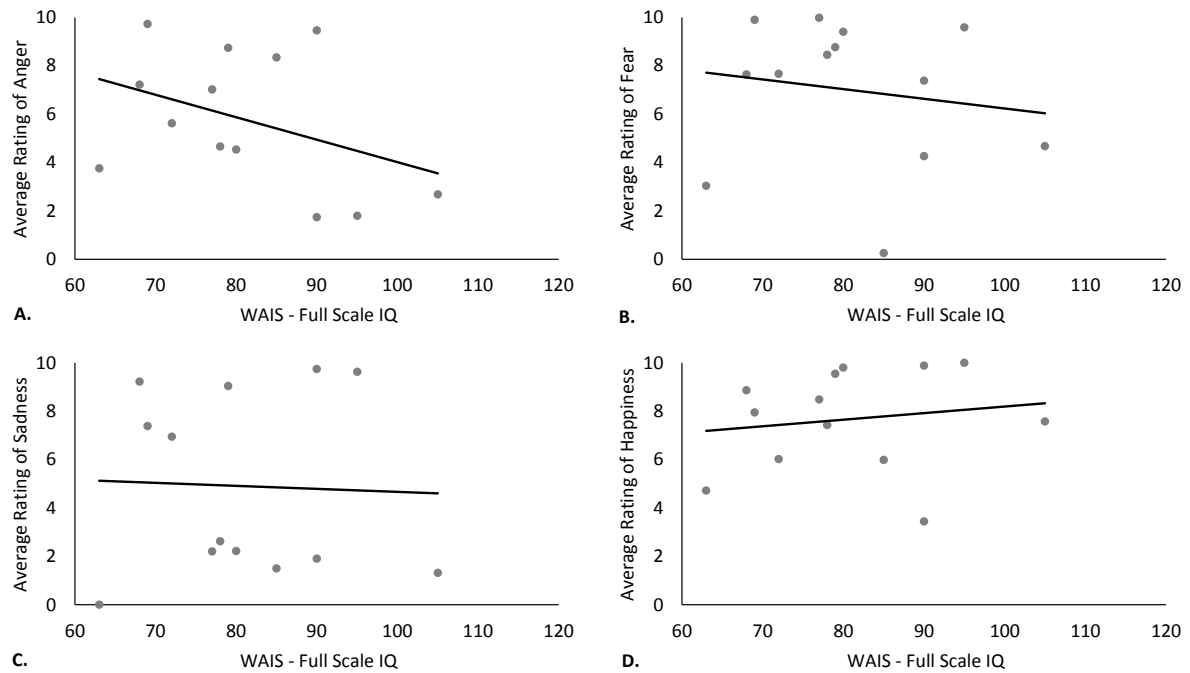 Average Rating of Anger
10
8
6
4
2
0
60 70 80 90 100 110 120
WAIS - Full Scale IQ
A.
Average Rating of Fear
10
8
6
4
2
0
60 70 80 90 100 110 120
WAIS - Full Scale IQ
B.
Average Rating of Sadness
10
8
6
4
2
0
60 70 80 90 100 110 120
WAIS - Full Scale IQ
C.
Average Rating of Happiness
10
8
6
4
2
0
60 70 80 90 100 110 120
WAIS - Full Scale IQ
D.